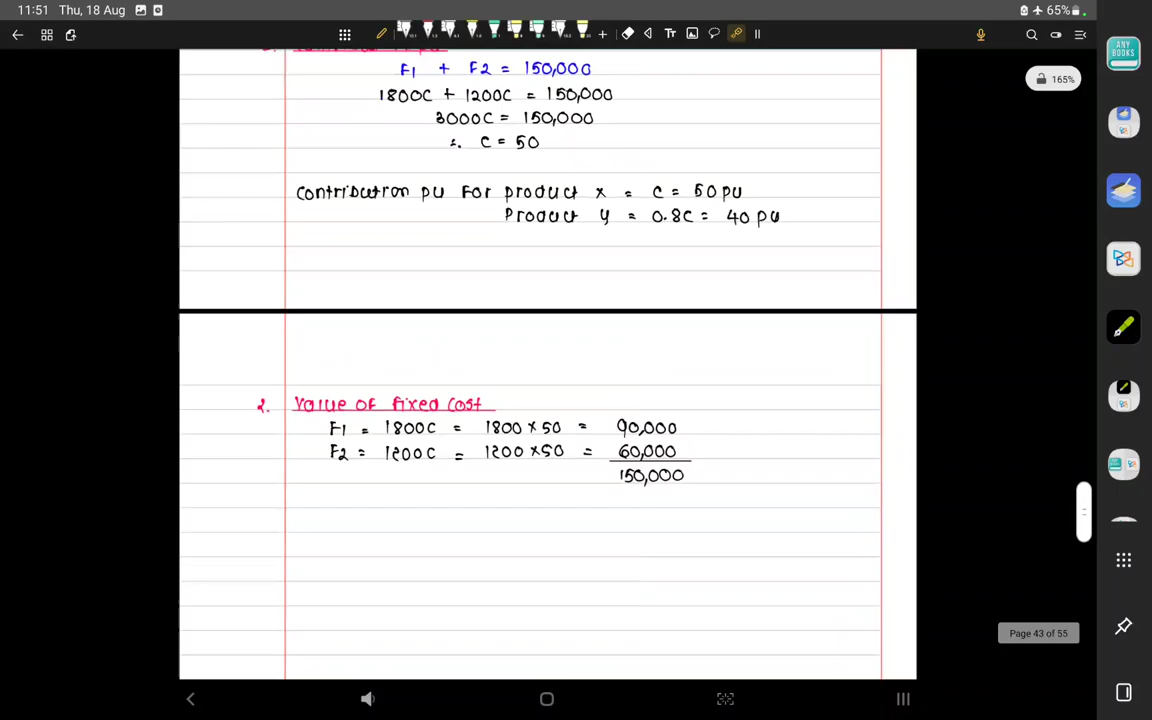 11:51 Thu, 18 Aug 65%
165%
F1 + F2 = 150,000
1800C + 1200C = 150,000
3000C = 150,000
∴ C = 50
Contribution pu For product x = C = 50 pu
Product y = 0.8C = 40 pu
2. Value of fixed cost
F1 = 1800C = 1800 × 50 = 90,000
F2 = 1200C = 1200 × 50 = 60,000
150,000
Page 43 of 55
ANY BOOKS